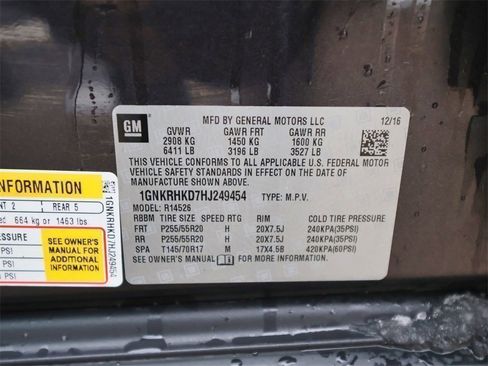 GM
MFD BY GENERAL MOTORS LLC 12/16
GVWR GAWR FRT GAWR RR
2908 KG 1450 KG 1600 KG
6411 LB 3196 LB 3527 LB
THIS VEHICLE CONFORMS TO ALL APPLICABLE U.S. FEDERAL MOTOR
VEHICLE SAFETY STANDARDS IN EFFECT ON THE DATE OF
MANUFACTURE SHOWN ABOVE.
1GNKRHKD7HJ249454 TYPE: M.P.V.
MODEL: R14526
RBBM TIRE SIZE SPEED RTG RIM COLD TIRE PRESSURE
FRT P255/55R20 H 20X7.5J 240KPA(35PSI)
RR P255/55R20 H 20X7.5J 240KPA(35PSI)
SPA T145/70R17 M 17X4.5B 420KPA(60PSI)
SEE OWNER'S MANUAL FOR MORE INFORMATION.
INFORMATION
2 REAR 5
664 kg or 1463 lbs
PRESSURE
PSI
PSI
PSI
SEE OWNER'S
MANUAL FOR
ADDITIONAL
INFORMATION
1GNKRHKD7HJ249454